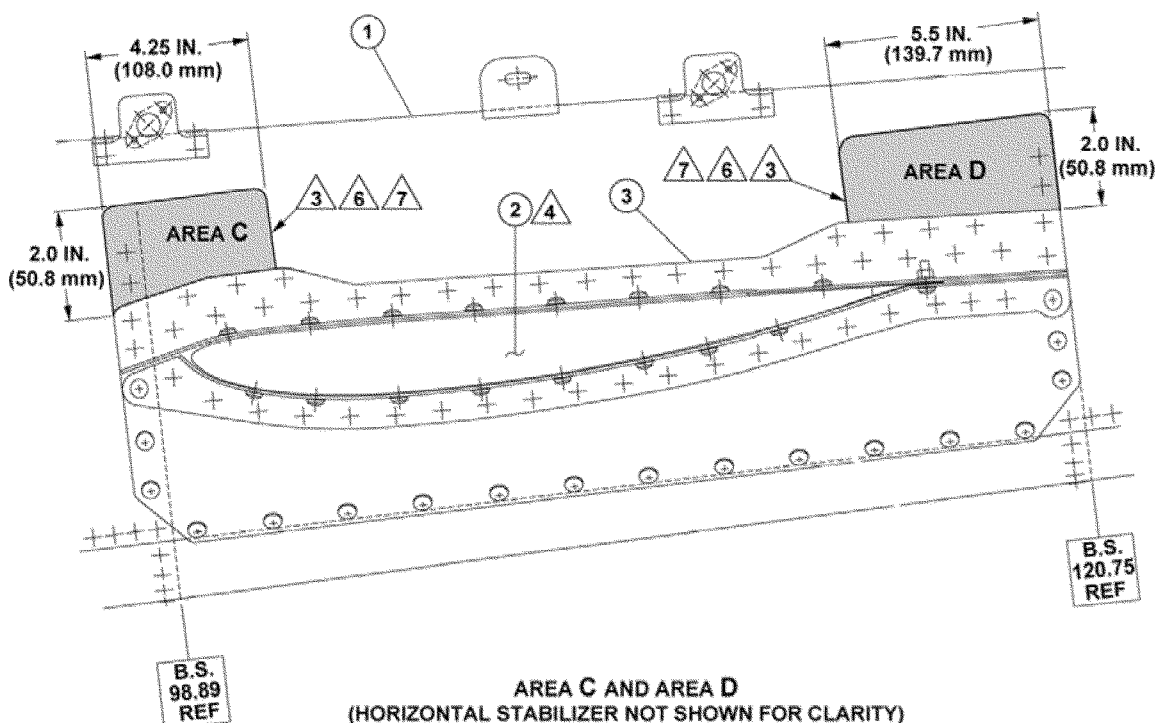 4.25 IN.
(108.0 mm)
1
5.5 IN.
(139.7 mm)
2.0 IN.
(50.8 mm)
7 6 3
AREA D
3 6 7
2 4
3
AREA C
2.0 IN.
(50.8 mm)
B.S.
120.75
REF
B.S.
98.89
REF
AREA C AND AREA D
(HORIZONTAL STABILIZER NOT SHOWN FOR CLARITY)